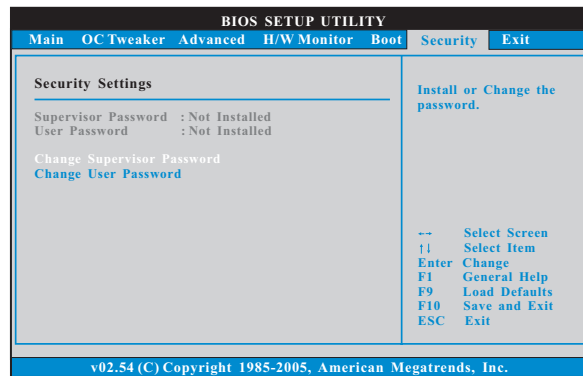 BIOS SETUP UTILITY
Main OC Tweaker Advanced H/W Monitor Boot Security Exit
Security Settings
Supervisor Password : Not Installed
User Password : Not Installed
Change Supervisor Password
Change User Password
Install or Change the
password.
←→ Select Screen
↑↓ Select Item
Enter Change
F1 General Help
F9 Load Defaults
F10 Save and Exit
ESC Exit
v02.54 (C) Copyright 1985-2005, American Megatrends, Inc.